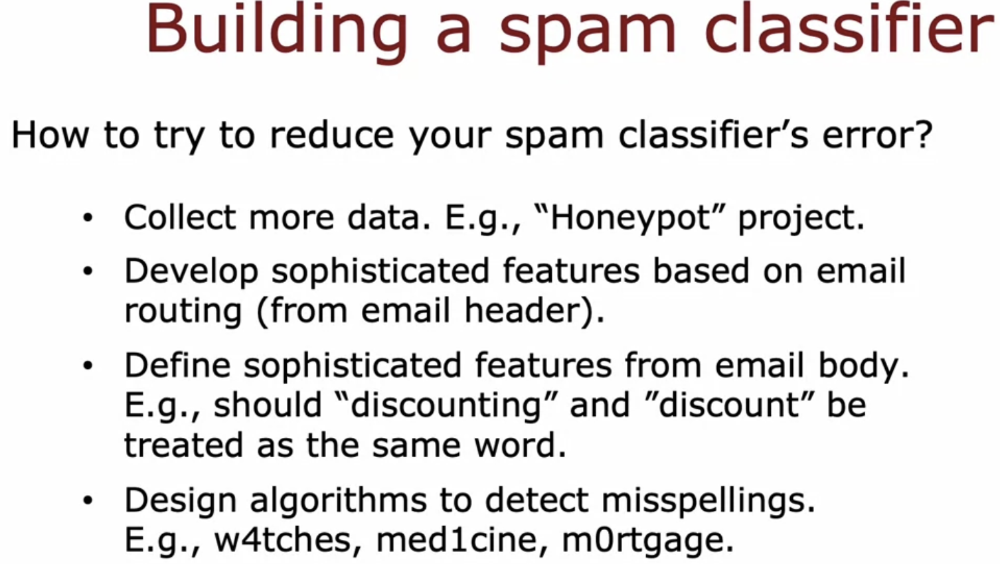 Building a spam classifier
How to try to reduce your spam classifier’s error?
• Collect more data. E.g., “Honeypot” project.
• Develop sophisticated features based on email
routing (from email header).
• Define sophisticated features from email body.
E.g., should “discounting” and ”discount” be
treated as the same word.
• Design algorithms to detect misspellings.
E.g., w4tches, med1cine, m0rtgage.